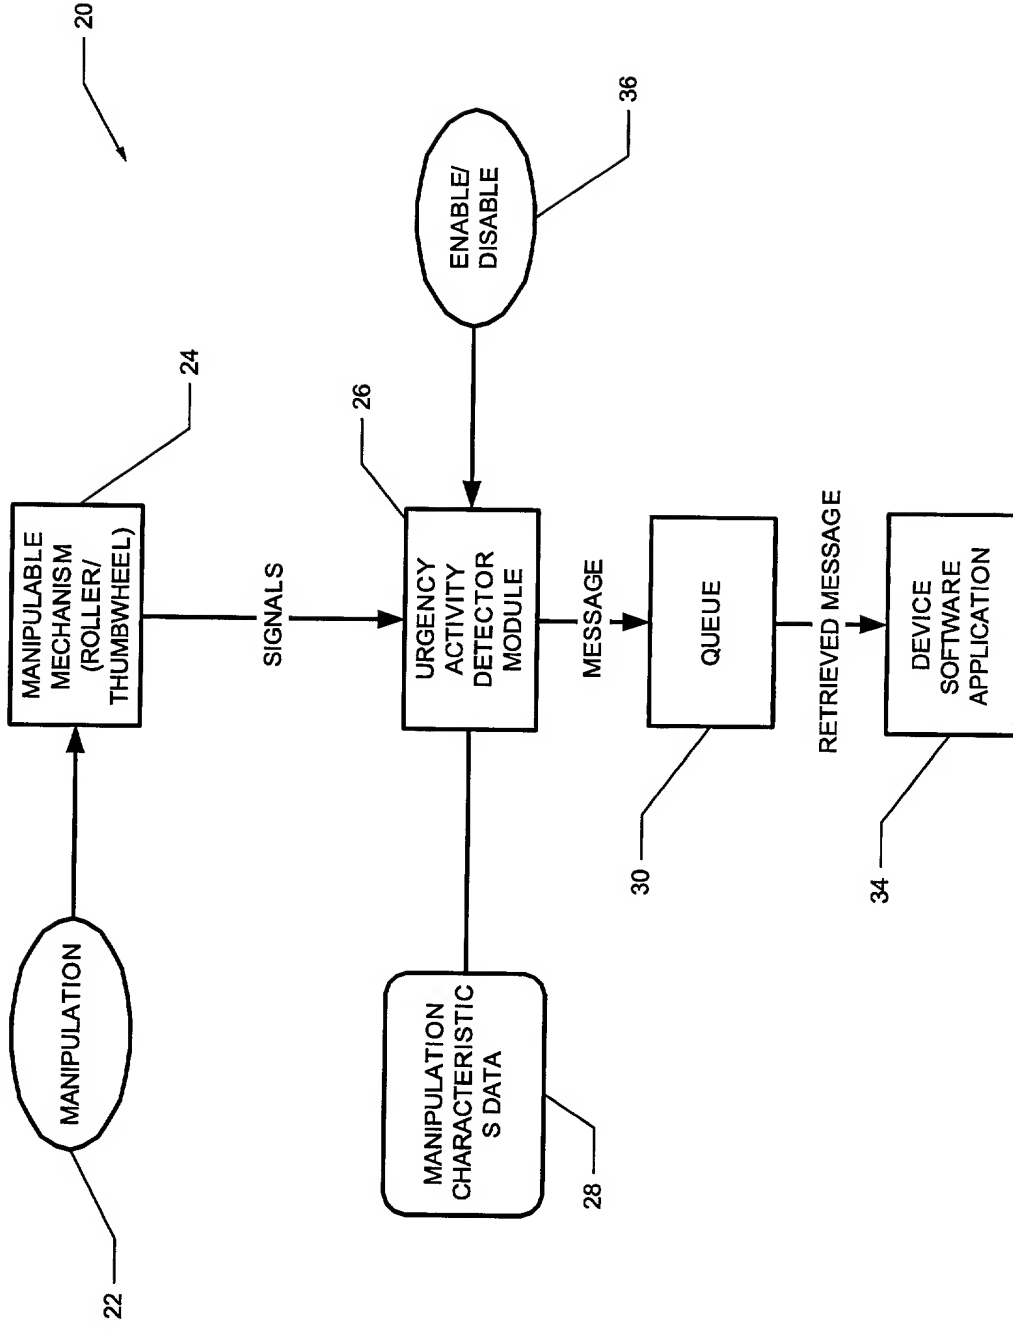 20
MANIPULATION
22
MANIPULABLE
MECHANISM
(ROLLER/
THUMBWHEEL)
24
SIGNALS
MANIPULATION
CHARACTERISTIC
S DATA
28
URGENCY
ACTIVITY
DETECTOR
MODULE
26
ENABLE/
DISABLE
36
MESSAGE
QUEUE
30
RETRIEVED MESSAGE
DEVICE
SOFTWARE
APPLICATION
34